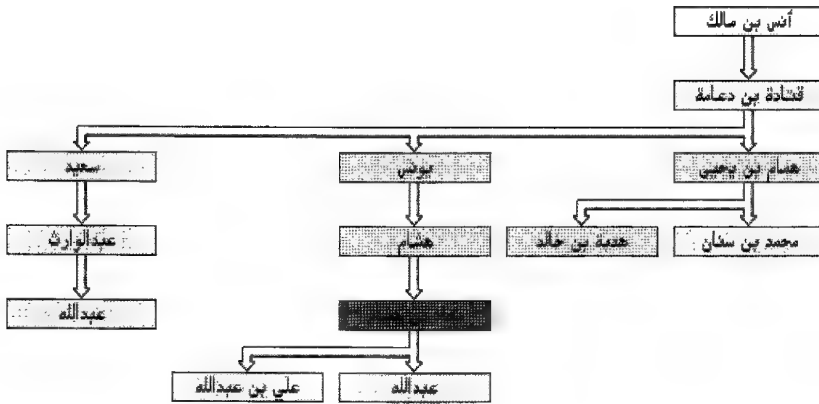 أنس بن مالك
قتادة بن دعامة
همام بن يحيى
يونس
سعيد
محمد بن سنان
هدبة بن خالد
هشام
عبدالوارث
عبدالله
عبدالله
علي بن عبدالله